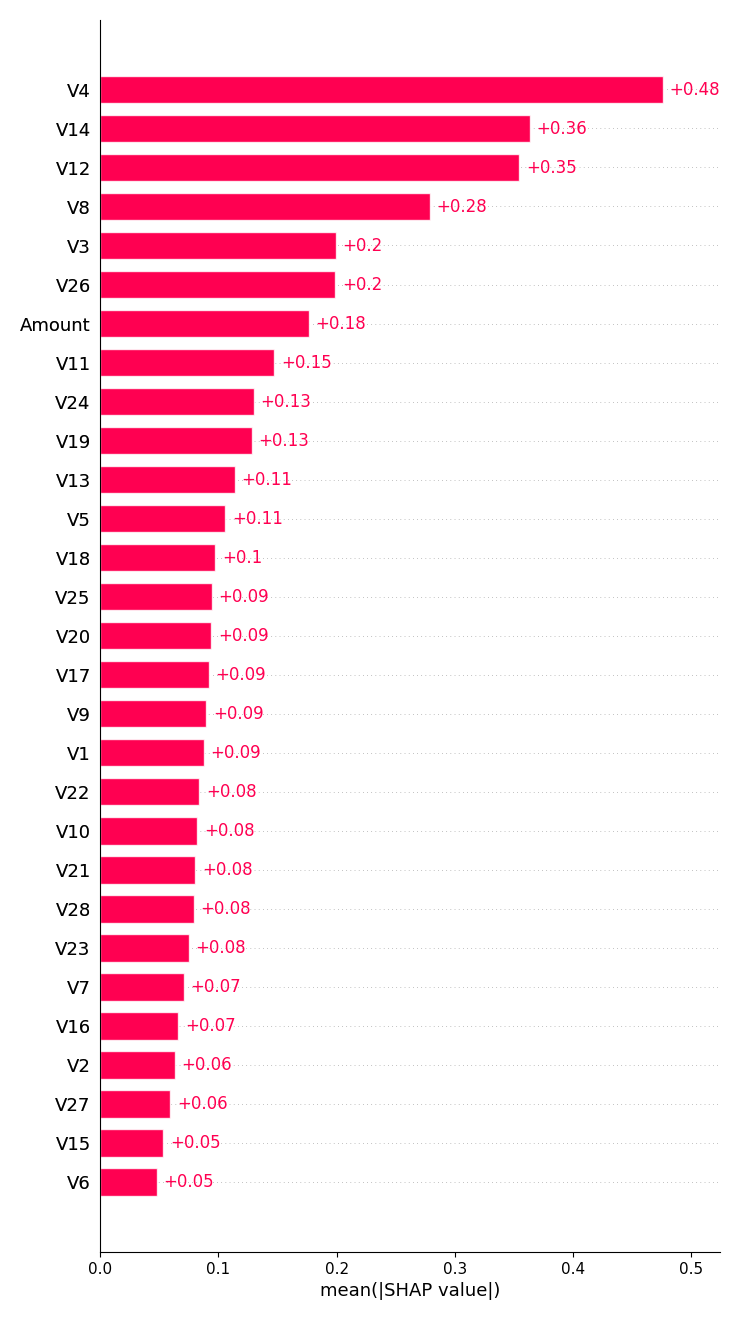 V4 +0.48
V14 +0.36
V12 +0.35
V8 +0.28
V3 +0.2
V26 +0.2
Amount +0.18
V11 +0.15
V24 +0.13
V19 +0.13
V13 +0.11
V5 +0.11
V18 +0.1
V25 +0.09
V20 +0.09
V17 +0.09
V9 +0.09
V1 +0.09
V22 +0.08
V10 +0.08
V21 +0.08
V28 +0.08
V23 +0.08
V7 +0.07
V16 +0.07
V2 +0.06
V27 +0.06
V15 +0.05
V6 +0.05
0.0 0.1 0.2 0.3 0.4 0.5
mean(|SHAP value|)